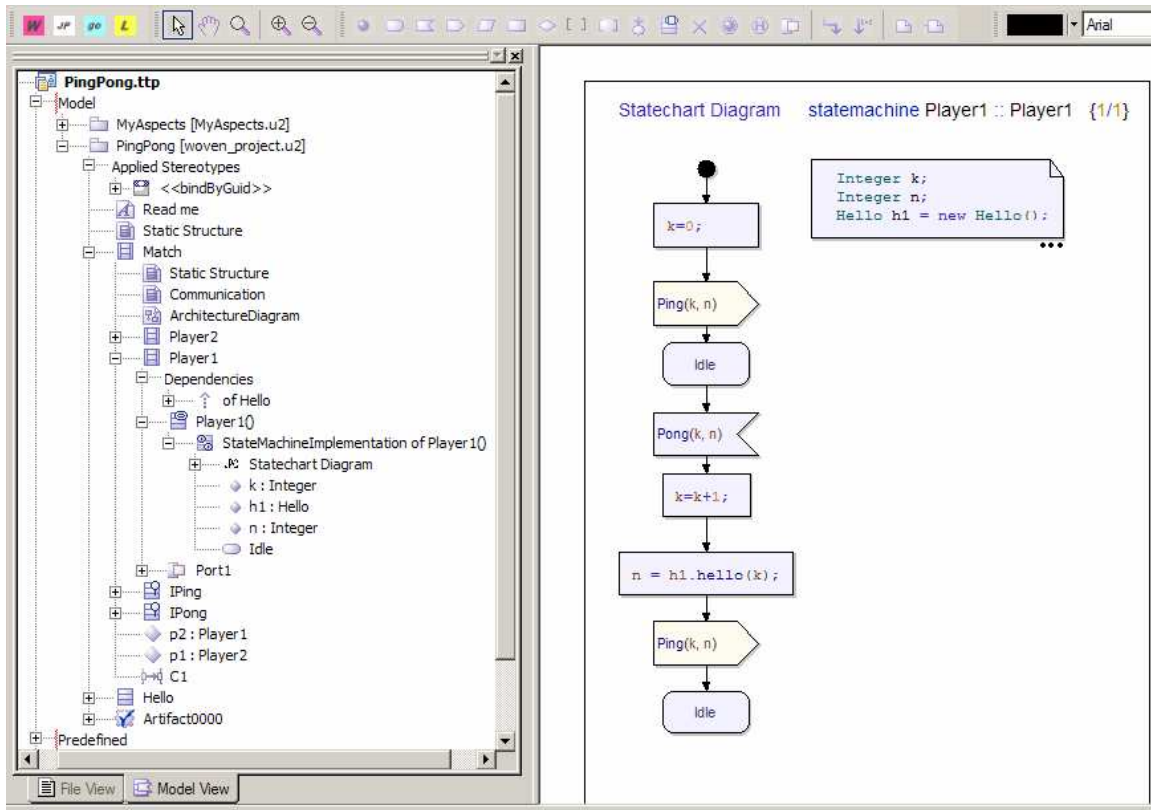 W JP go L
Arial
PingPong.ttp
Model
MyAspects [MyAspects.u2]
PingPong [woven_project.u2]
Applied Stereotypes
<<bindByGuid>>
Read me
Static Structure
Match
Static Structure
Communication
ArchitectureDiagram
Player2
Player1
Dependencies
of Hello
Player1()
StateMachineImplementation of Player1()
Statechart Diagram
k : Integer
h1 : Hello
n : Integer
Idle
Port1
IPing
IPong
p2 : Player1
p1 : Player2
C1
Hello
Artifact0000
Predefined
File View
Model View
Statechart Diagram statemachine Player1 :: Player1 {1/1}
Integer k;
Integer n;
Hello h1 = new Hello();
k=0;
Ping(k, n)
Idle
Pong(k, n)
k=k+1;
n = h1.hello(k);
Ping(k, n)
Idle